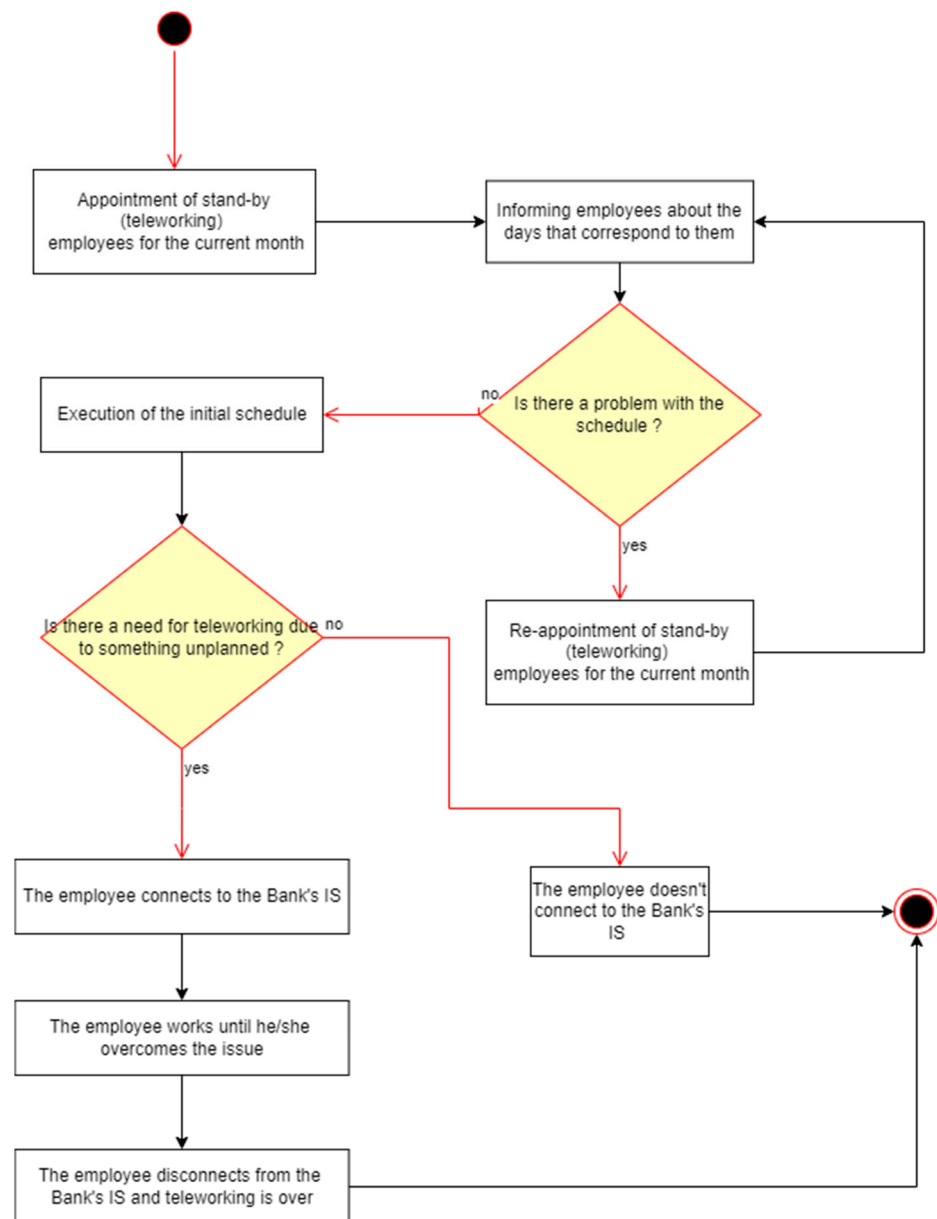 Appointment of stand-by
(teleworking)
employees for the current month
Informing employees about the
days that correspond to them
Is there a problem with the
schedule ?
no
Execution of the initial schedule
yes
Re-appointment of stand-by
(teleworking)
employees for the current month
Is there a need for teleworking due
to something unplanned ?
no
yes
The employee connects to the Bank's IS
The employee doesn't
connect to the Bank's
IS
The employee works until he/she
overcomes the issue
The employee disconnects from the
Bank's IS and teleworking is over